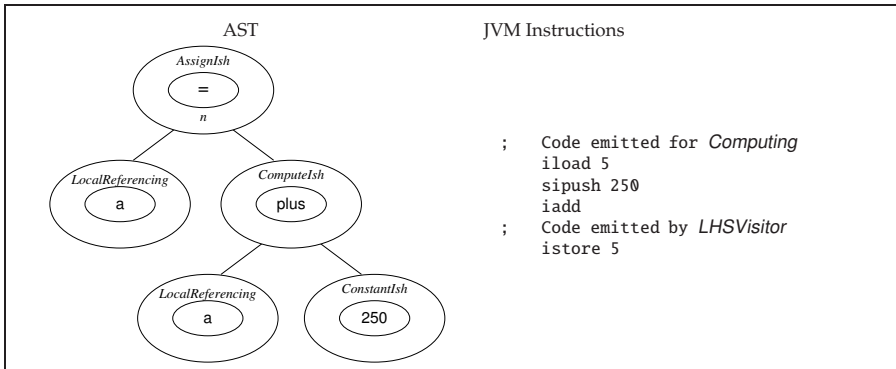 AST
JVM Instructions
AssignIsh
=
n
LocalReferencing
a
ComputeIsh
plus
LocalReferencing
a
ConstantIsh
250
; Code emitted for Computing
iload 5
sipush 250
iadd
; Code emitted by LHSVisitor
istore 5